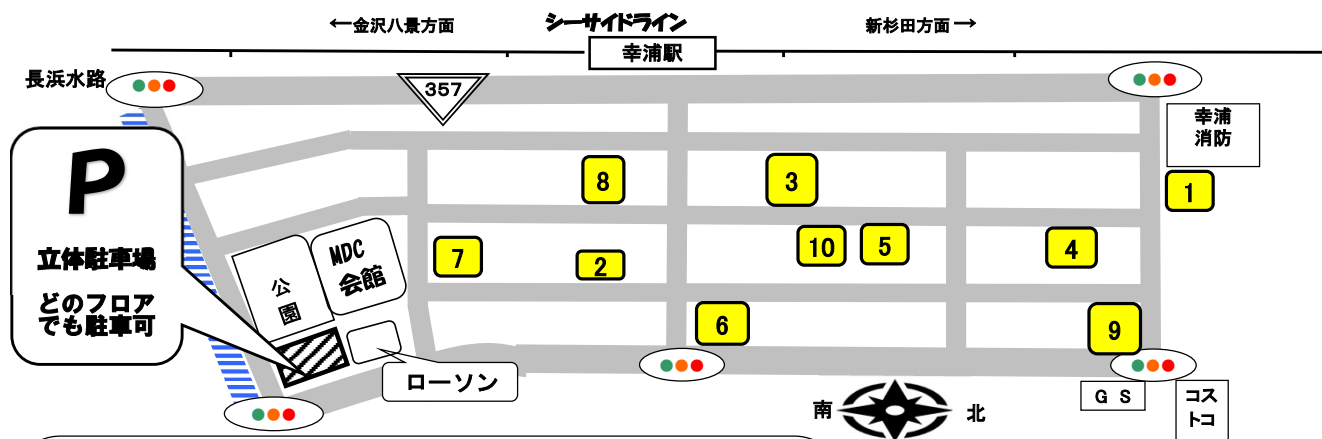 ←金沢八景方面
シーサイドライン
新杉田方面→
幸浦駅
長浜水路
357
幸浦
消防
P
立体駐車場
どのフロア
でも駐車可
8
3
1
MDC
会館
公
園
7
2
10
5
4
6
9
ローソン
GS
コス
トコ
南
北